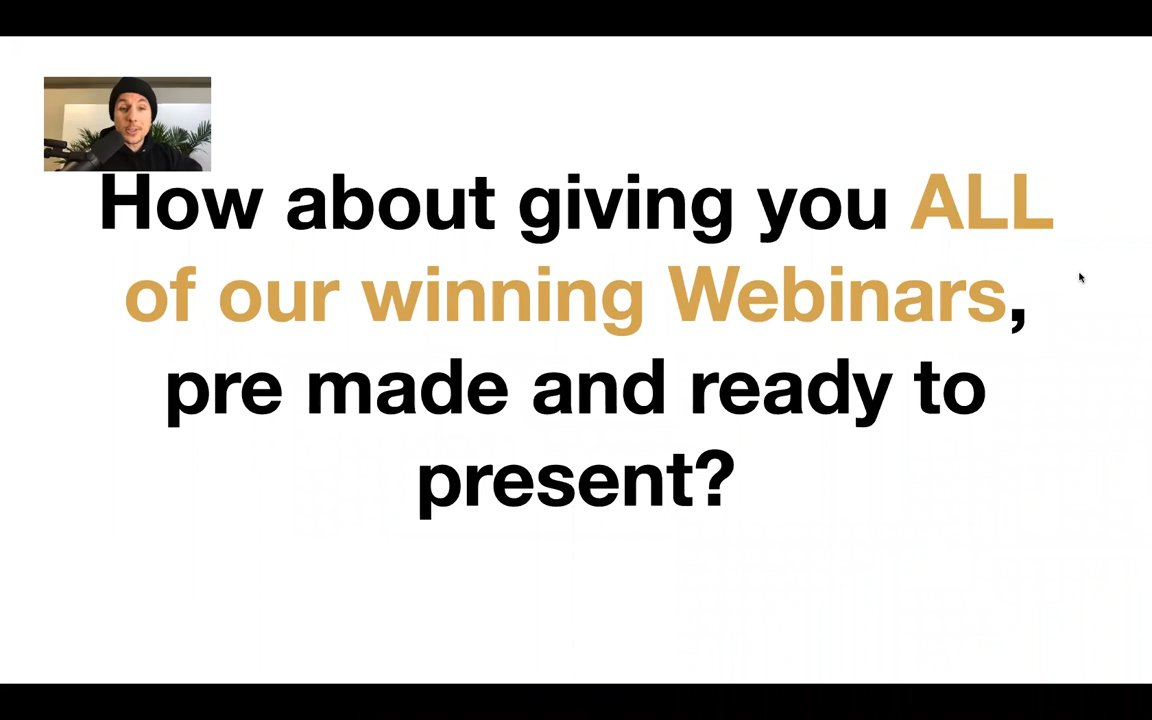 How about giving you ALL
of our winning Webinars,
pre made and ready to
present?